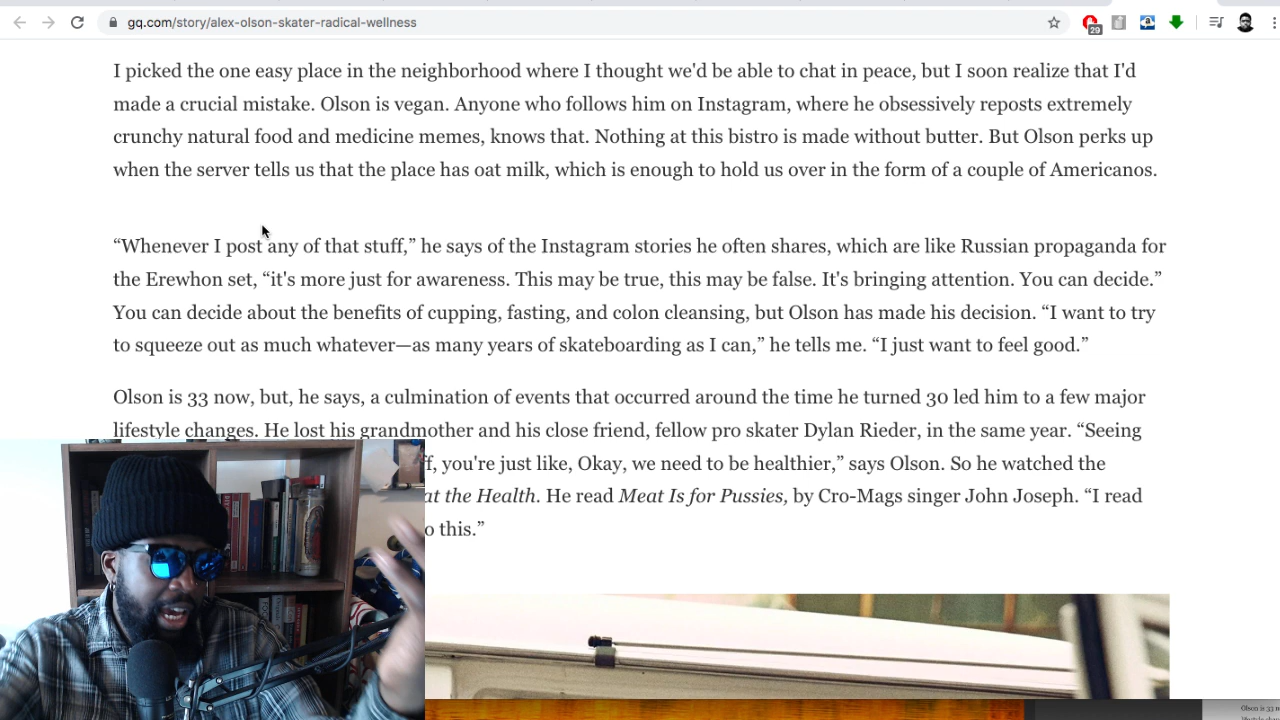 gq.com/story/alex-olson-skater-radical-wellness
29
I picked the one easy place in the neighborhood where I thought we'd be able to chat in peace, but I soon realize that I'd
made a crucial mistake. Olson is vegan. Anyone who follows him on Instagram, where he obsessively reposts extremely
crunchy natural food and medicine memes, knows that. Nothing at this bistro is made without butter. But Olson perks up
when the server tells us that the place has oat milk, which is enough to hold us over in the form of a couple of Americanos.
“Whenever I post any of that stuff,” he says of the Instagram stories he often shares, which are like Russian propaganda for
the Erewhon set, “it's more just for awareness. This may be true, this may be false. It's bringing attention. You can decide.”
You can decide about the benefits of cupping, fasting, and colon cleansing, but Olson has made his decision. “I want to try
to squeeze out as much whatever—as many years of skateboarding as I can,” he tells me. “I just want to feel good.”
Olson is 33 now, but, he says, a culmination of events that occurred around the time he turned 30 led him to a few major
lifestyle changes. He lost his grandmother and his close friend, fellow pro skater Dylan Rieder, in the same year. “Seeing
f, you're just like, Okay, we need to be healthier,” says Olson. So he watched the
at the Health. He read Meat Is for Pussies, by Cro-Mags singer John Joseph. “I read
o this.”
Olson is 33 n